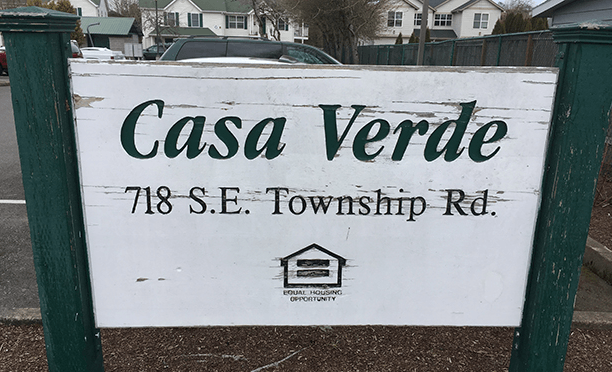 Casa Verde
718 S.E. Township Rd.
EQUAL HOUSING
OPPORTUNITY